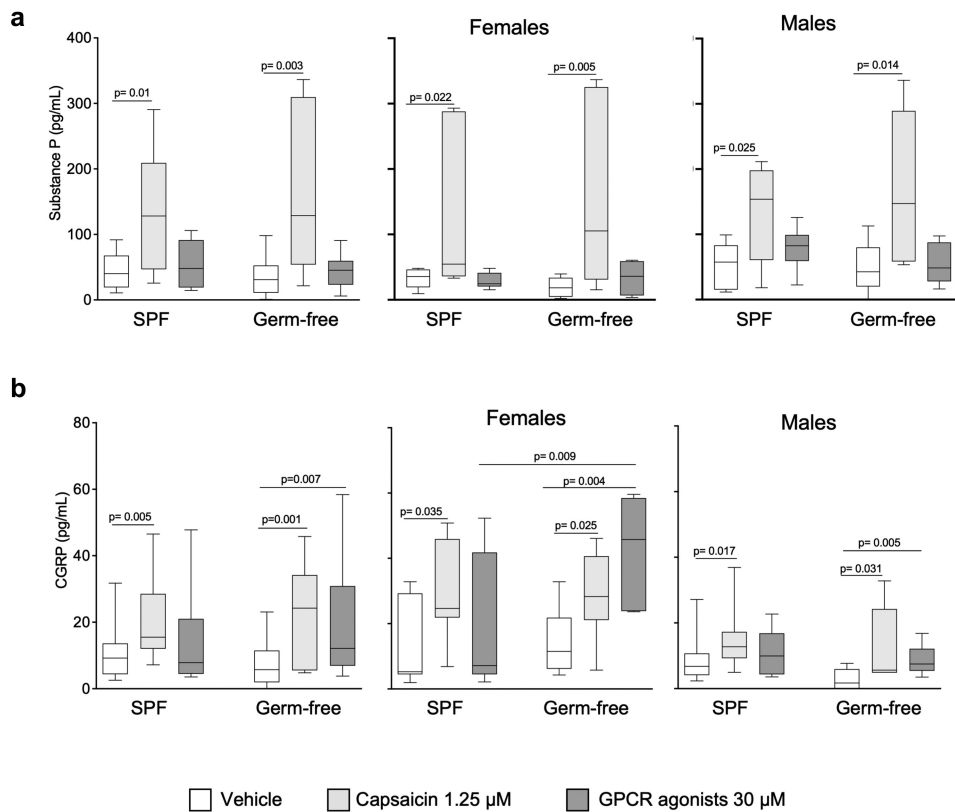 a
Females
Males
Substance P (pg/mL)
400
300
200
100
0
p= 0.01
p= 0.003
SPF
Germ-free
p= 0.022
p= 0.005
SPF
Germ-free
p= 0.025
p= 0.014
SPF
Germ-free
b
Females
Males
CGRP (pg/mL)
80
60
40
20
0
p= 0.005
p=0.007
p=0.001
SPF
Germ-free
p= 0.009
p= 0.004
p= 0.035
p= 0.025
SPF
Germ-free
p= 0.017
p= 0.005
p= 0.031
SPF
Germ-free
Vehicle
Capsaicin 1.25 µM
GPCR agonists 30 µM